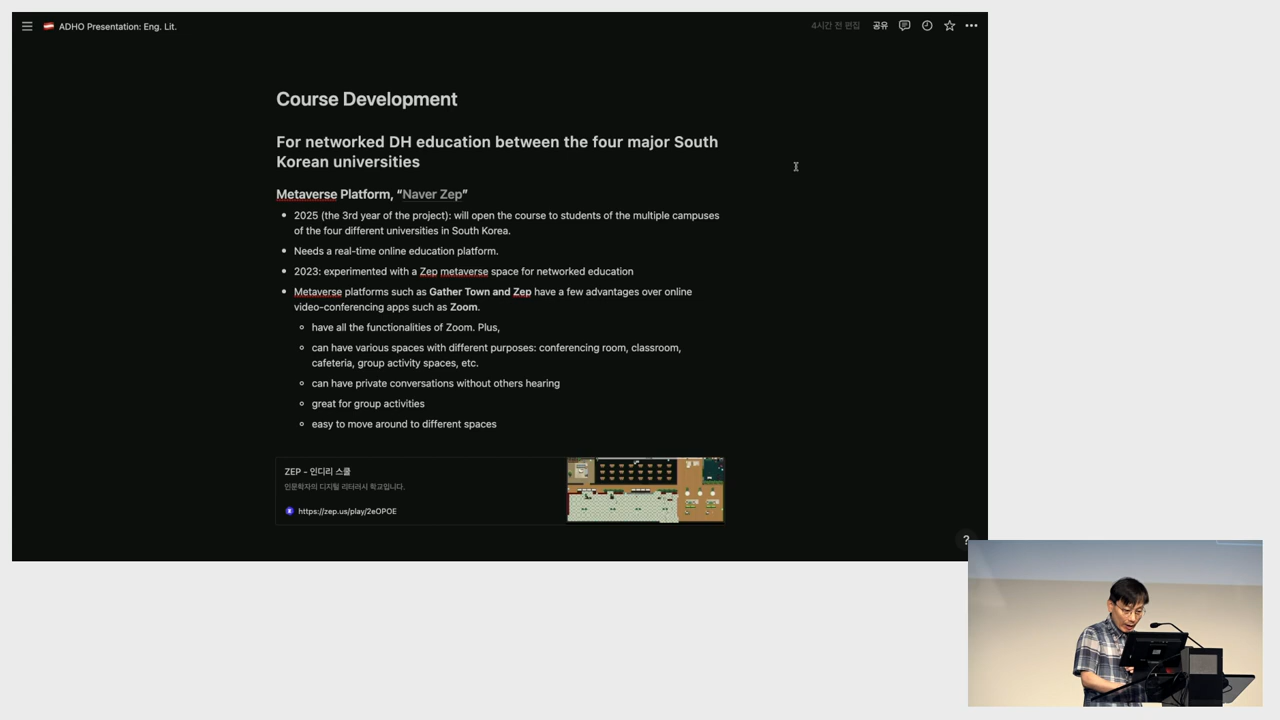 ADHO Presentation: Eng. Lit.
4시간 전 편집
공유
Course Development
For networked DH education between the four major South
Korean universities
Metaverse Platform, “Naver Zep”
2025 (the 3rd year of the project): will open the course to students of the multiple campuses
of the four different universities in South Korea.
Needs a real-time online education platform.
2023: experimented with a Zep metaverse space for networked education
Metaverse platforms such as Gather Town and Zep have a few advantages over online
video-conferencing apps such as Zoom.
have all the functionalities of Zoom. Plus,
can have various spaces with different purposes: conferencing room, classroom,
cafeteria, group activity spaces, etc.
can have private conversations without others hearing
great for group activities
easy to move around to different spaces
ZEP - 인디리 스쿨
인문학자의 디지털 리터러시 학교입니다.
https://zep.us/play/2eOPOE
?